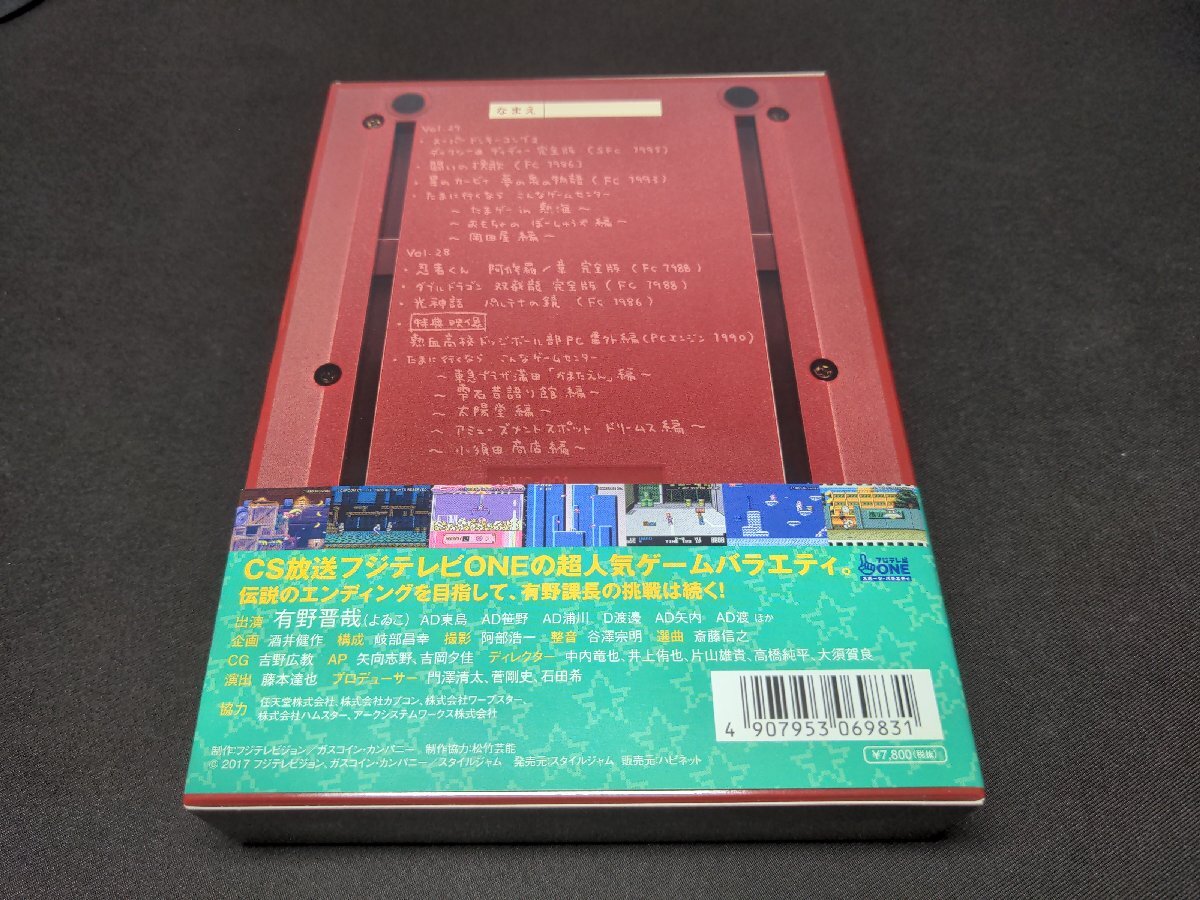 なまえ
Vol.27
・スーパードンキーコング2
ディクシー & ディディー 完全版 (SFC 1995)
・闘いの挽歌 (FC 1986)
・星のカービィ 夢の泉の物語 (FC 1993)
・たまに行くなら こんなゲームセンター
～ たまゲー in 熱海 ～
～ おもちゃの ぼーしゅうや 編 ～
～ 岡田屋 編 ～
Vol.28
・忍者くん 阿修羅ノ章 完全版 (FC 1988)
・ダブルドラゴン 双截龍 完全版 (FC 1988)
・光神話 パルテナの鏡 (FC 1986)
・特典映像
熱血高校ドッジボール部PC 番外編(PCエンジン 1990)
・たまに行くなら こんなゲームセンター
～ 東急プラザ蒲田「かまたえん」編 ～
～ 雫石昔語り館 編 ～
～ 太陽堂 編 ～
～ アミューズメントスポット ドリームス 編 ～
～ 小須田商店 編 ～
CS放送フジテレビONEの超人気ゲームバラエティ。
フジテレビ
ONE
スポーツ・バラエティ
伝説のエンディングを目指して、有野課長の挑戦は続く!
出演 有野晋哉(よゐこ) AD東島 AD笹野 AD浦川 D渡邊 AD矢内 AD渡 ほか
企画 酒井健作 構成 岐部昌幸 撮影 阿部浩一 整音 谷澤宗明 選曲 斎藤信之
CG 吉野広教 AP 矢向志野、吉岡夕佳 ディレクター 中内竜也、井上侑也、片山雄貴、高橋純平、大須賀良
演出 藤本達也 プロデューサー 門澤清太、菅剛史、石田希
協力 任天堂株式会社、株式会社カプコン、株式会社ワープスター、
株式会社ハムスター、アークシステムワークス株式会社
4 907953 069831
¥7,800(税抜)
制作:フジテレビジョン／ガスコイン・カンパニー 制作協力:松竹芸能
© 2017 フジテレビジョン、ガスコイン・カンパニー／スタイルジャム 発売元:スタイルジャム 販売元:ハピネット